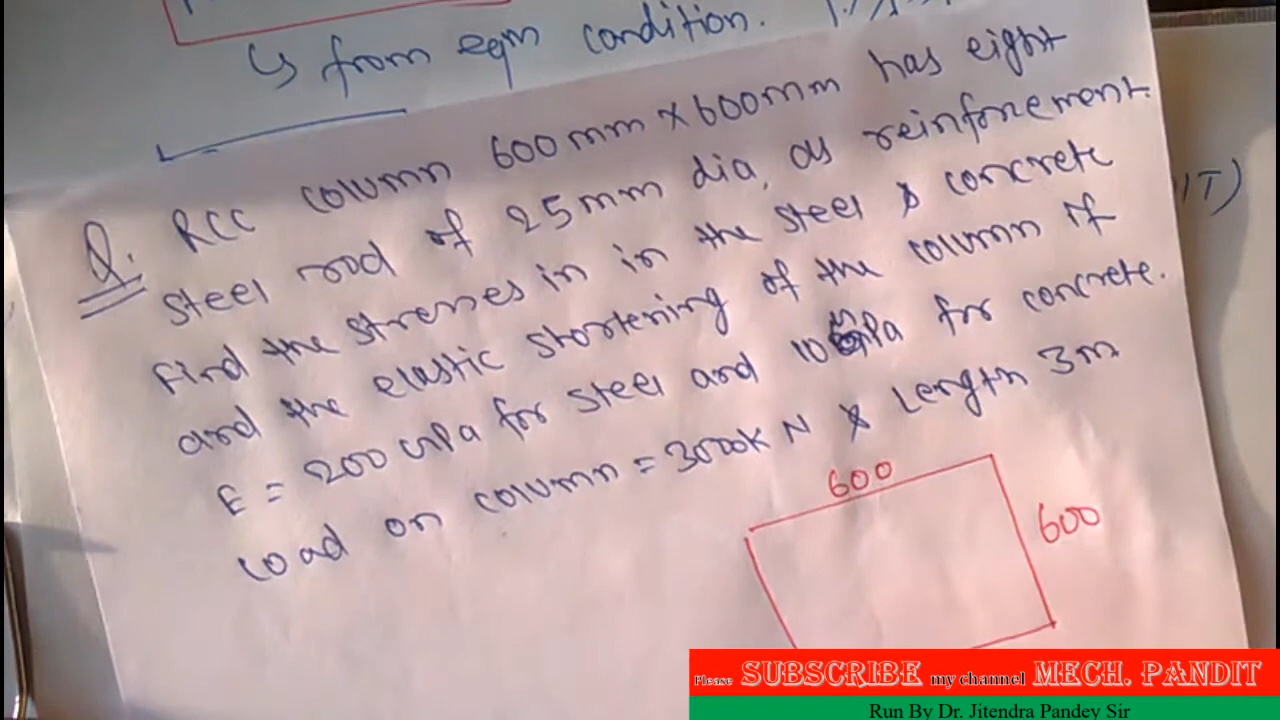 ↳ from eqm condition.
Q. RCC column 600mm x 600mm has eight
steel rod of 25mm dia, as reinforcement.
Find the stresses in in the steel & concrete
and the elastic shortening of the column if
E = 200 GPa for steel and 10 GPa for concrete.
Load on column = 3000kN & Length 3m
600
600
IIT)
Please SUBSCRIBE my channel MECH. PANDIT
Run By Dr. Jitendra Pandey Sir